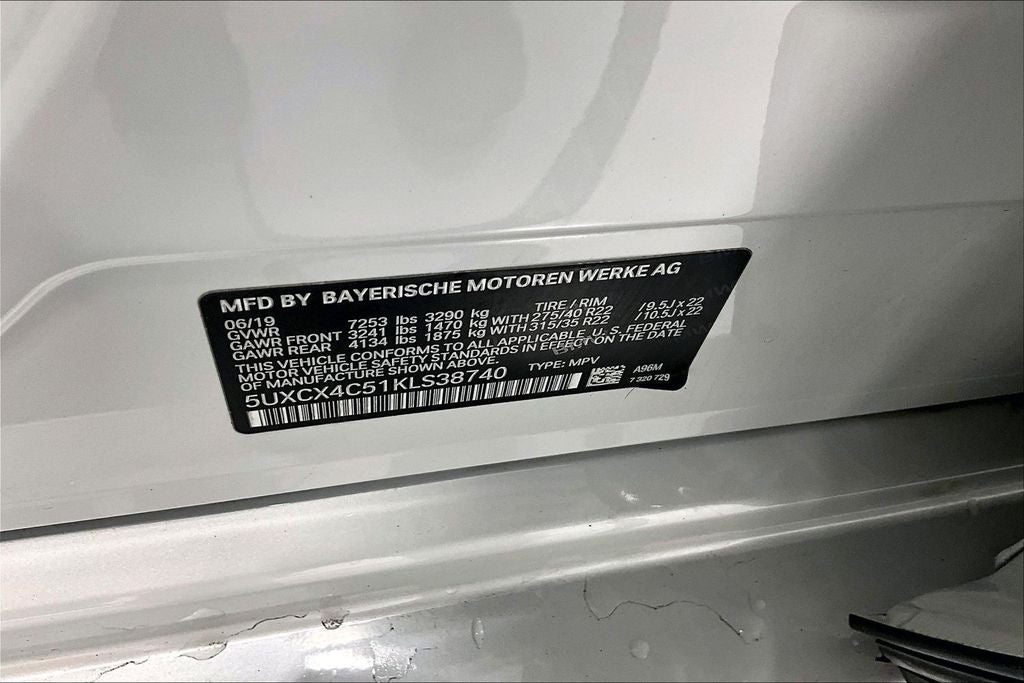 MFD BY BAYERISCHE MOTOREN WERKE AG
06/19 TIRE / RIM
GVWR 7253 lbs 3290 kg
GAWR FRONT 3241 lbs 1470 kg WITH 275/40 R22 /9.5J x 22
GAWR REAR 4134 lbs 1875 kg WITH 315/35 R22 /10.5J x 22
THIS VEHICLE CONFORMS TO ALL APPLICABLE U. S. FEDERAL
MOTOR VEHICLE SAFETY STANDARDS IN EFFECT ON THE DATE
OF MANUFACTURE SHOWN ABOVE.
5UXCX4C51KLS38740 TYPE: MPV A96M
7 320 729